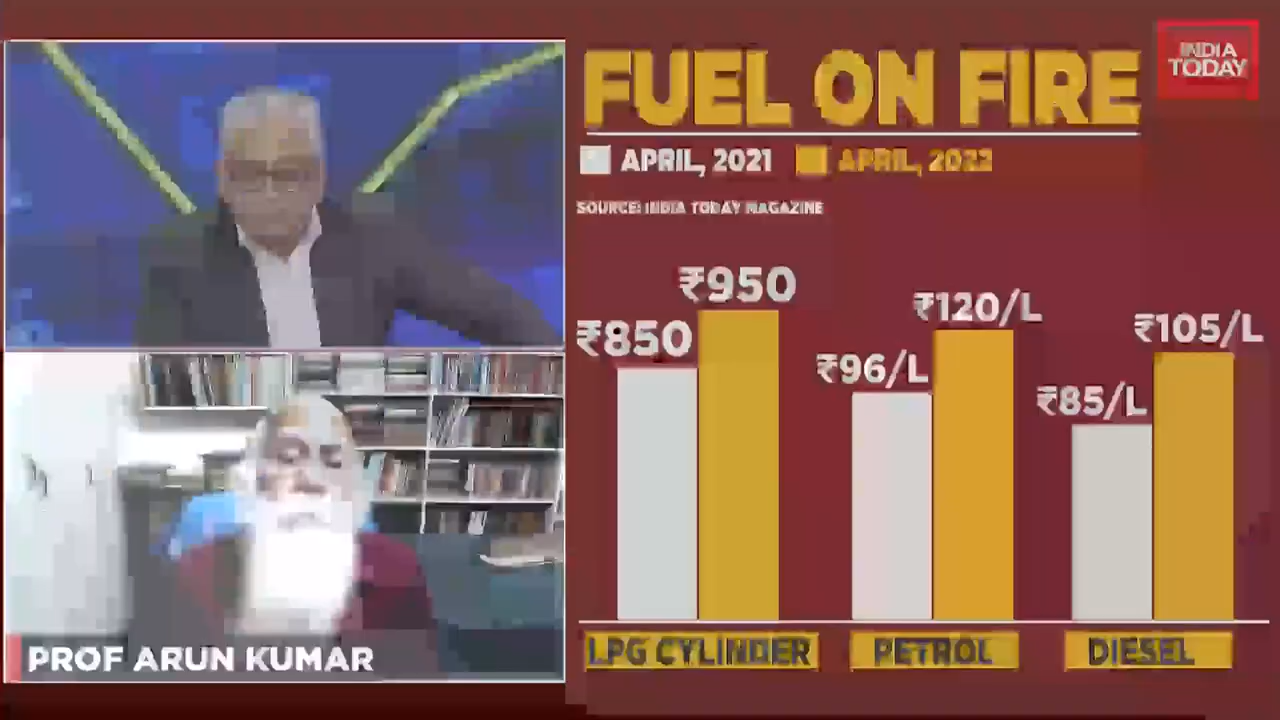 INDIA
TODAY
FUEL ON FIRE
APRIL, 2021
APRIL, 2022
SOURCE: INDIA TODAY MAGAZINE
₹850
₹950
₹96/L
₹120/L
₹85/L
₹105/L
LPG CYLINDER
PETROL
DIESEL
PROF ARUN KUMAR